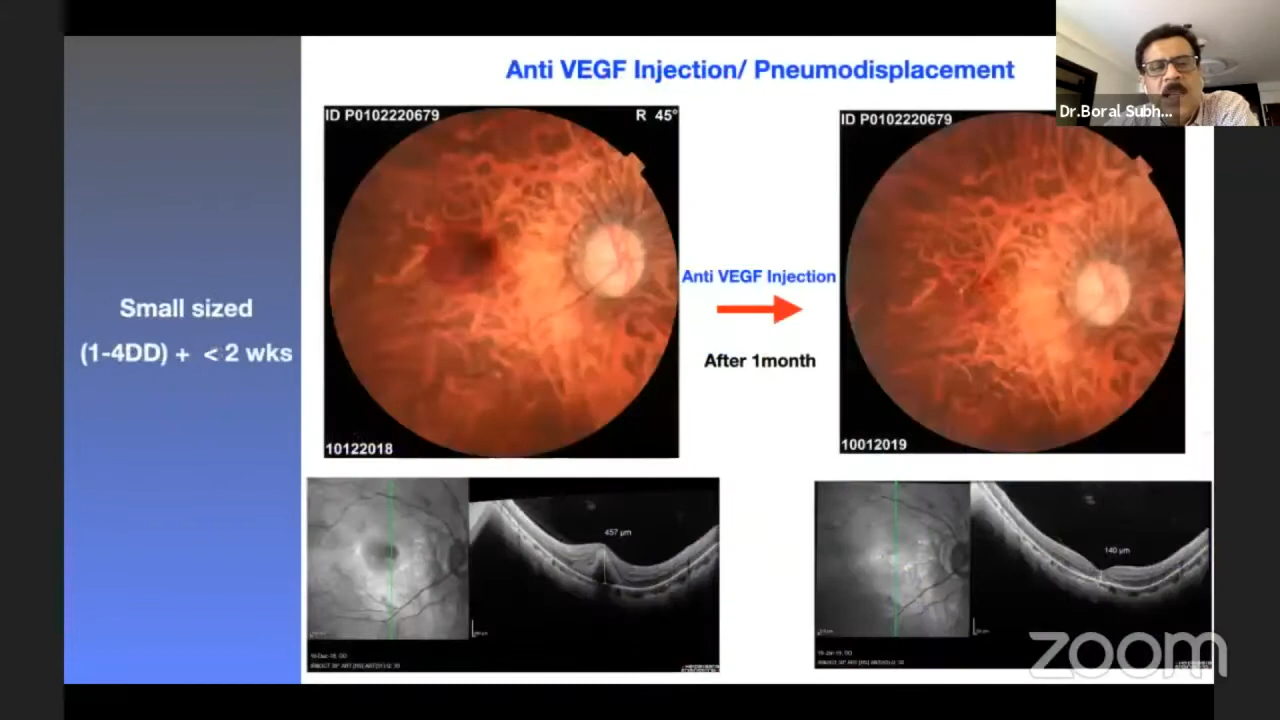 Anti VEGF Injection/ Pneumodisplacement
Dr.Boral Subh...
ID P0102220679
R 45°
ID P0102220679
Small sized
(1-4DD) + < 2 wks
Anti VEGF Injection
After 1month
10122018
10012019
457 µm
140 µm
zoom